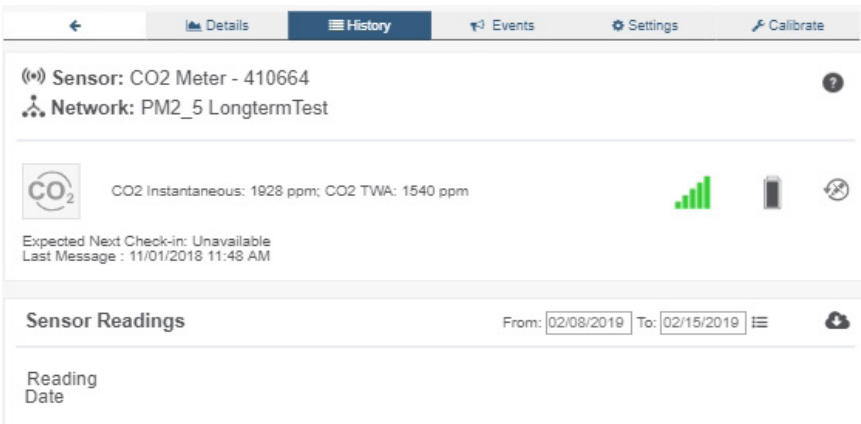 Details History Events Settings Calibrate
Sensor: CO2 Meter - 410664
Network: PM2_5 LongtermTest
CO2 CO2 Instantaneous: 1928 ppm; CO2 TWA: 1540 ppm
Expected Next Check-in: Unavailable
Last Message : 11/01/2018 11:48 AM
Sensor Readings From: 02/08/2019 To: 02/15/2019
Reading
Date